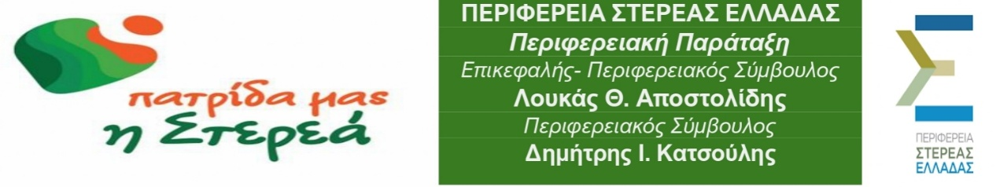 πατρίδα μας
η Στερεά
ΠΕΡΙΦΕΡΕΙΑ ΣΤΕΡΕΑΣ ΕΛΛΑΔΑΣ
Περιφερειακή Παράταξη
Επικεφαλής- Περιφερειακός Σύμβουλος
Λουκάς Θ. Αποστολίδης
Περιφερειακός Σύμβουλος
Δημήτρης Ι. Κατσούλης
ΠΕΡΙΦΕΡΕΙΑ
ΣΤΕΡΕΑΣ
ΕΛΛΑΔΑΣ